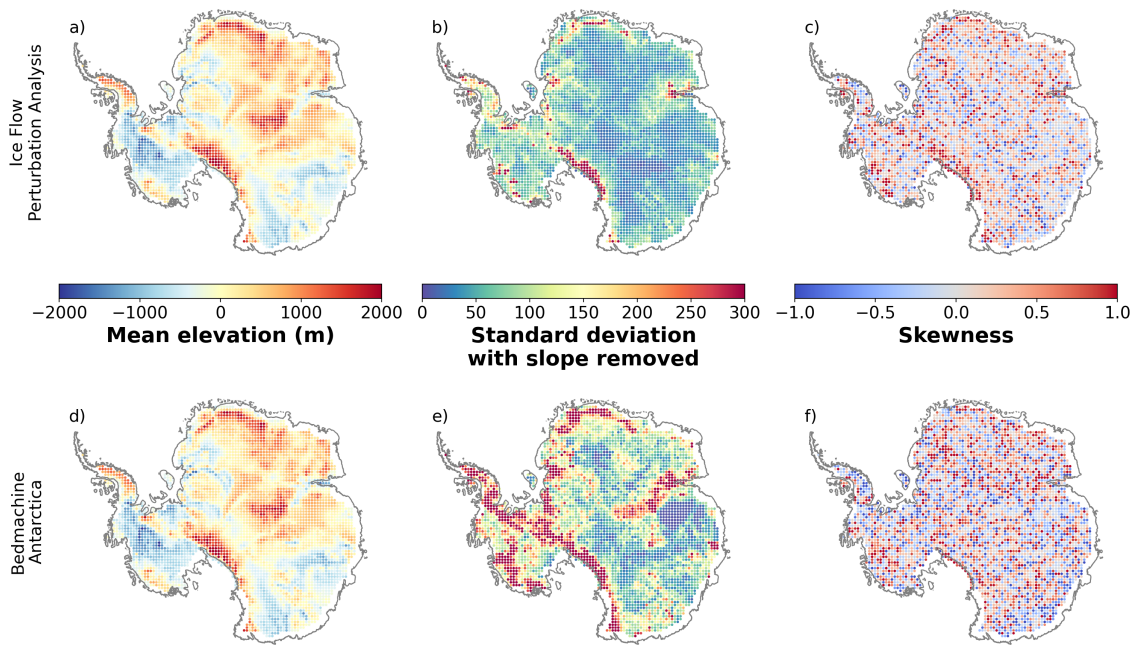 a)
b)
c)
Ice Flow
Perturbation Analysis
−2000
−1000
0
1000
2000
Mean elevation (m)
0
50
100
150
200
250
300
Standard deviation
with slope removed
−1.0
−0.5
0.0
0.5
1.0
Skewness
d)
e)
f)
Bedmachine
Antarctica